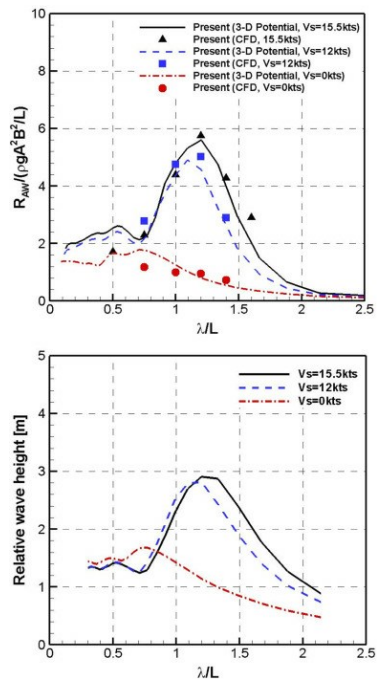 10
Present (3-D Potential, Vs=15.5kts)
Present (CFD, 15.5kts)
Present (3-D Potential, Vs=12kts)
Present (CFD, Vs=12kts)
Present (3-D Potential, Vs=0kts)
Present (CFD, Vs=0kts)
8
6
4
2
0
R_AW/(ρgA²B²/L)
0 0.5 1 1.5 2 2.5
λ/L
5
Vs=15.5kts
Vs=12kts
Vs=0kts
4
3
2
1
0
Relative wave height [m]
0 0.5 1 1.5 2 2.5
λ/L